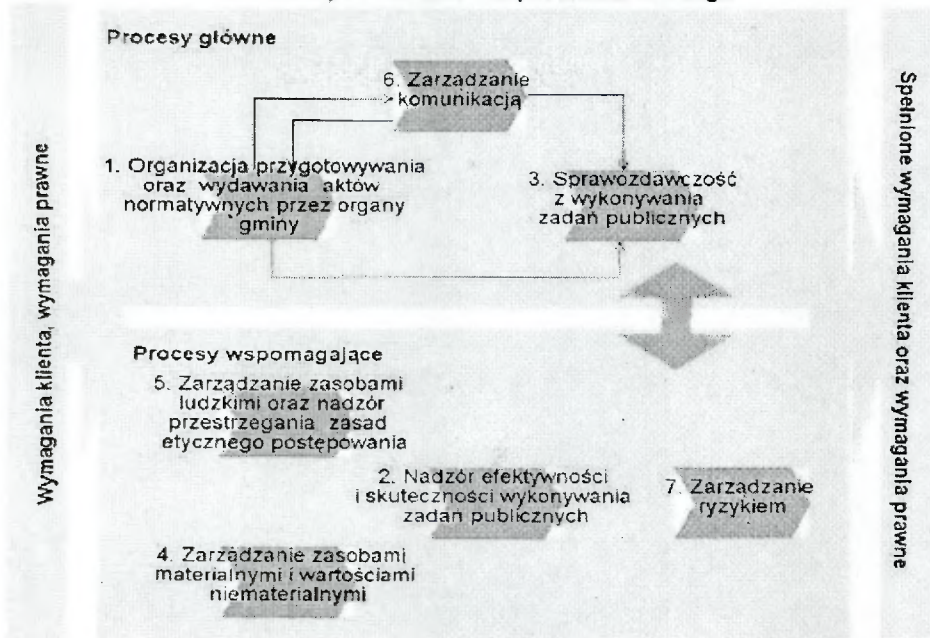 Procesy główne
6. Zarzadzanie
komunikacją
1. Organizacja przygotowywania
oraz wydawania aktów
normatywnych przez organy
gminy
3. Sprawozdawczość
z wykonywania
zadań publicznych
Procesy wspomagające
5. Zarządzanie zasobami
ludzkimi oraz nadzór
przestrzegania zasad
etycznego postępowania
2. Nadzór efektywności
i skuteczności wykonywania
zadań publicznych
7. Zarządzanie
ryzykiem
4. Zarządzanie zasobami
materialnymi i wartościami
niematerialnymi
Wymagania klienta, wymagania prawne
Spełnione wymagania klienta oraz wymagania prawne